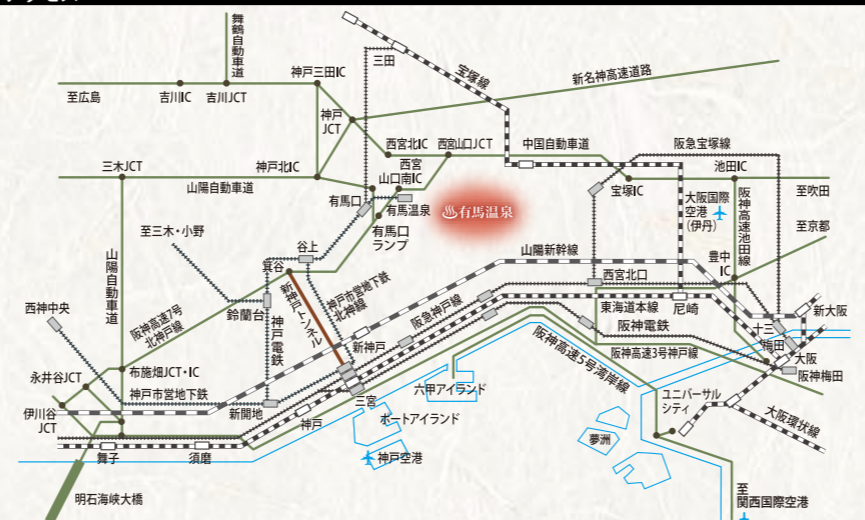 舞鶴自動車道
三田
宝塚線
新名神高速道路
神戸三田IC
至広島
吉川IC
吉川JCT
神戸
JCT
西宮北IC
西宮山口JCT
中国自動車道
阪急宝塚線
三木JCT
神戸北IC
西宮
山口南IC
池田IC
宝塚IC
山陽自動車道
有馬口
有馬温泉
有馬口
ランプ
有馬温泉
大阪国際
空港
(伊丹)
阪神高速池田線
至吹田
至京都
至三木・小野
谷上
山陽新幹線
豊中
IC
山陽自動車道
箕谷
西宮北口
西神中央
阪神高速7号
北神戸線
鈴蘭台
神戸電鉄
新神戸トンネル
神戸市営地下鉄
北神線
阪急神戸線
東海道本線
尼崎
新大阪
新神戸
阪神電鉄
十三
梅田
大阪
阪神梅田
永井谷JCT
布施畑JCT・IC
神戸市営地下鉄
阪神高速3号神戸線
阪神高速5号湾岸線
伊川谷
JCT
新開地
三宮
六甲アイランド
ユニバーサル
シティ
神戸
ポートアイランド
大阪環状線
夢洲
舞子
須磨
神戸空港
明石海峡大橋
至
関西国際空港